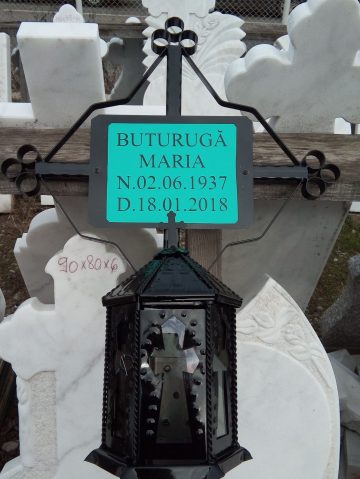 BUTURUGĂ
MARIA
N.02.06.1937
D.18.01.2018
90x80x6